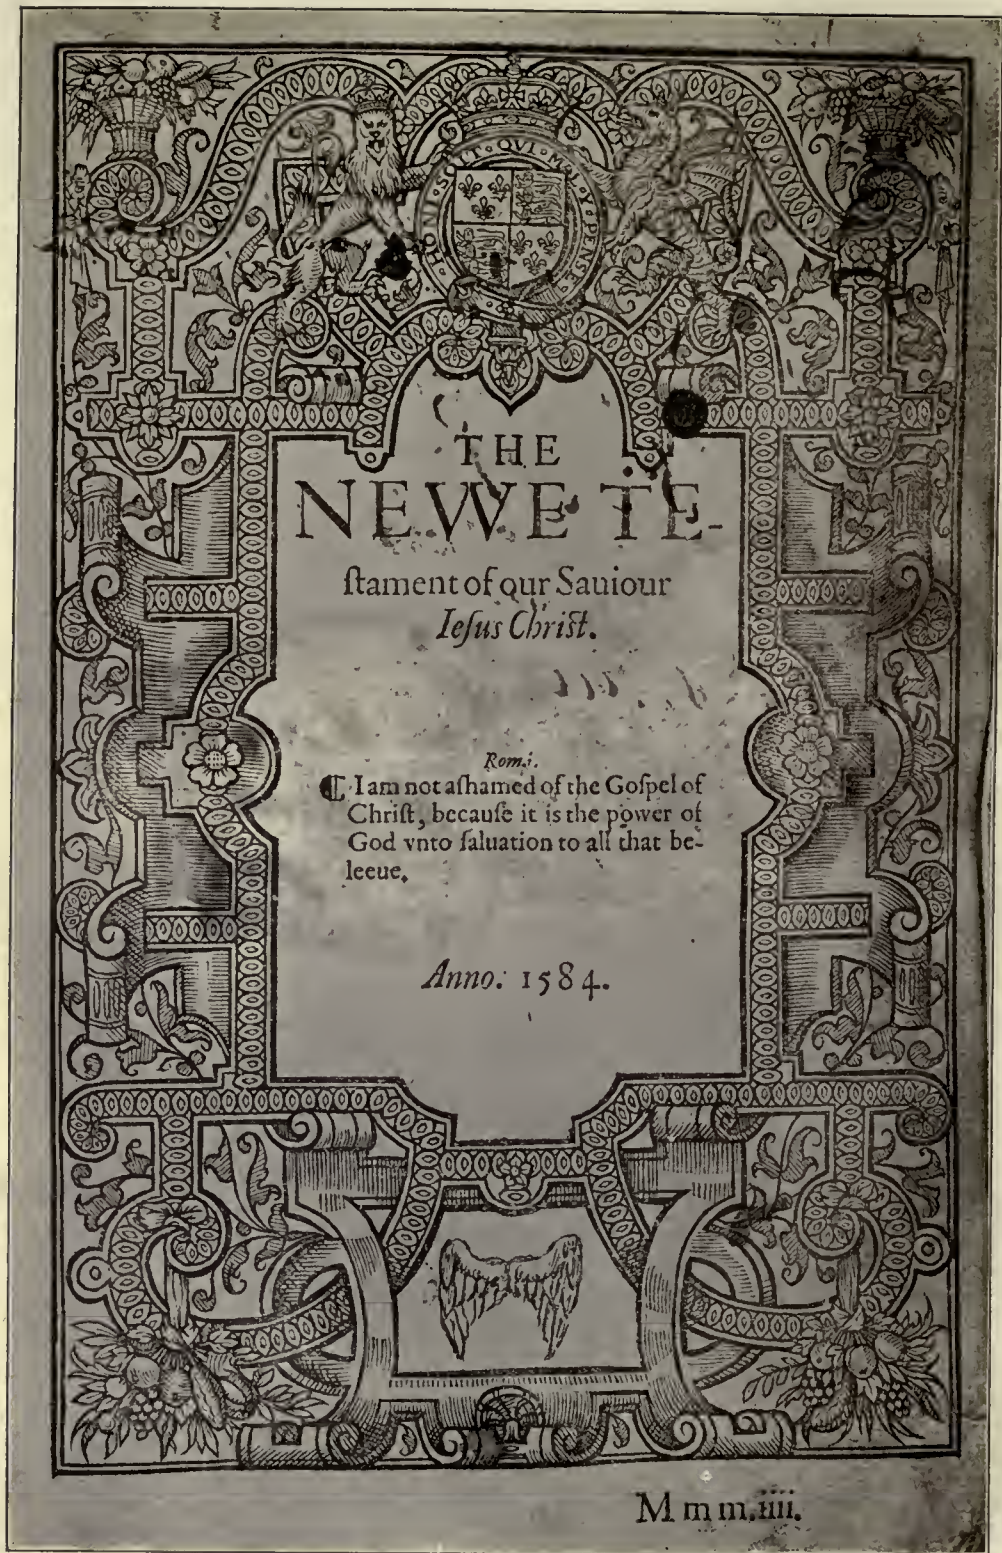 THE
NEWE TE-
ſtament of our Sauiour
Ieſus Chriſt.
Rom.i.
⁋ I am not aſhamed of the Goſpel of
Chriſt, becauſe it is the power of
God vnto ſaluation to all that be-
leeue.
Anno: 1584.
M m m.iiii.